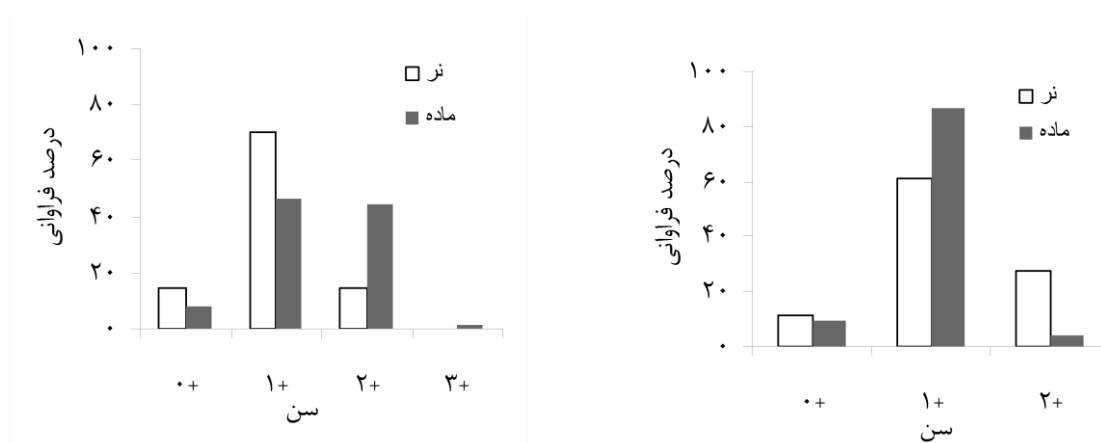 ۱۰۰
۸۰
۶۰
۴۰
۲۰
۰
درصد فراوانی
نر
ماده
۰+
۱+
۲+
۳+
سن
۱۰۰
۸۰
۶۰
۴۰
۲۰
۰
درصد فراوانی
نر
ماده
۰+
۱+
۲+
سن